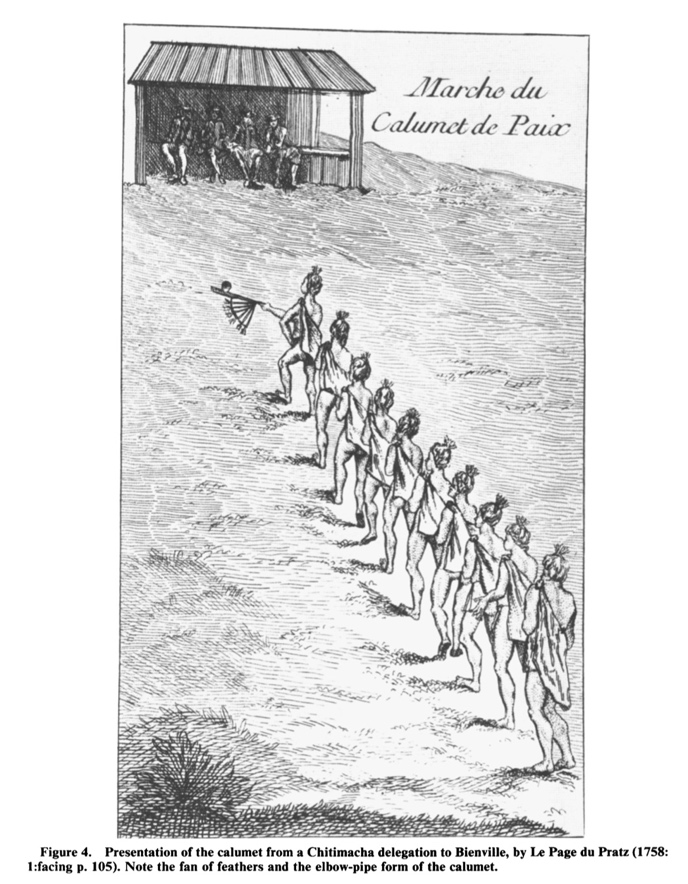 Marche du
Calumet de Paix
Figure 4. Presentation of the calumet from a Chitimacha delegation to Bienville, by Le Page du Pratz (1758:
1:facing p. 105). Note the fan of feathers and the elbow-pipe form of the calumet.